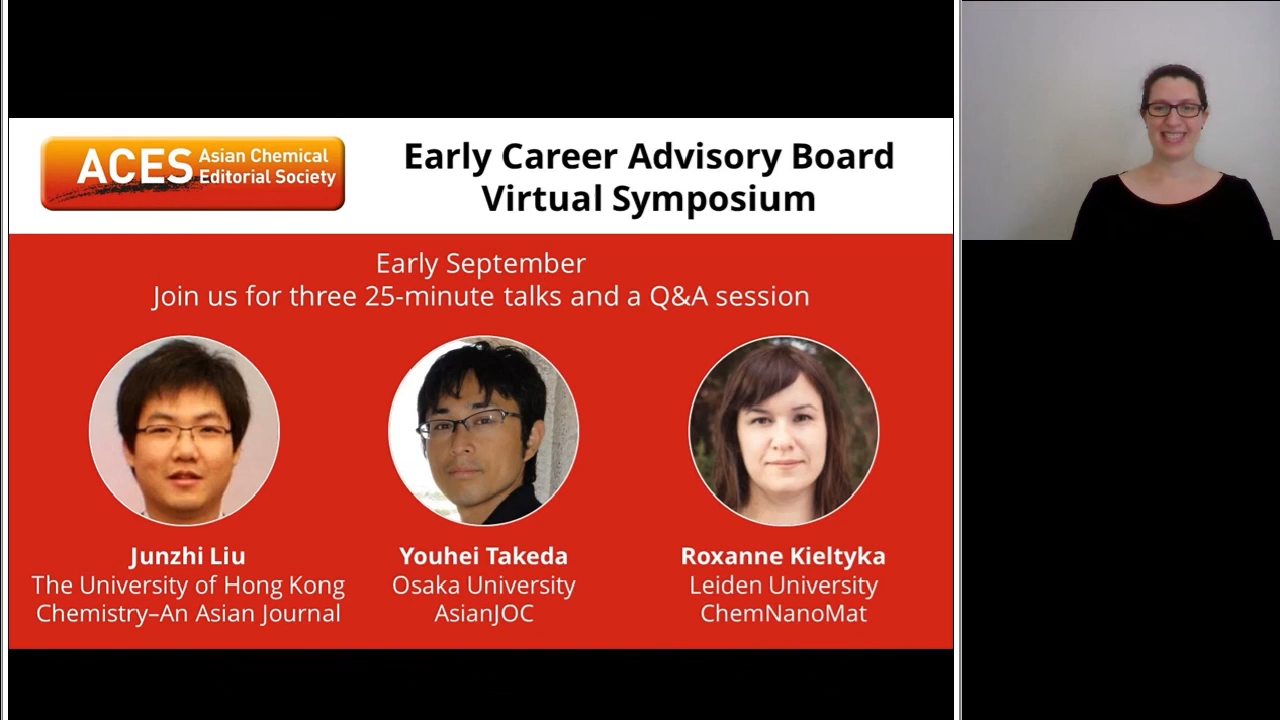 ACES Asian Chemical
Editorial Society
Early Career Advisory Board
Virtual Symposium
Early September
Join us for three 25-minute talks and a Q&A session
Junzhi Liu
The University of Hong Kong
Chemistry–An Asian Journal
Youhei Takeda
Osaka University
AsianJOC
Roxanne Kieltyka
Leiden University
ChemNanoMat